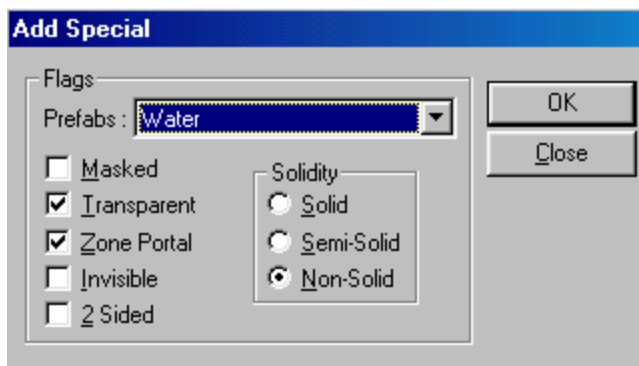 Add Special
Flags
Prefabs : Water
OK
Close
Masked
Transparent
Zone Portal
Invisible
2 Sided
Solidity
Solid
Semi-Solid
Non-Solid